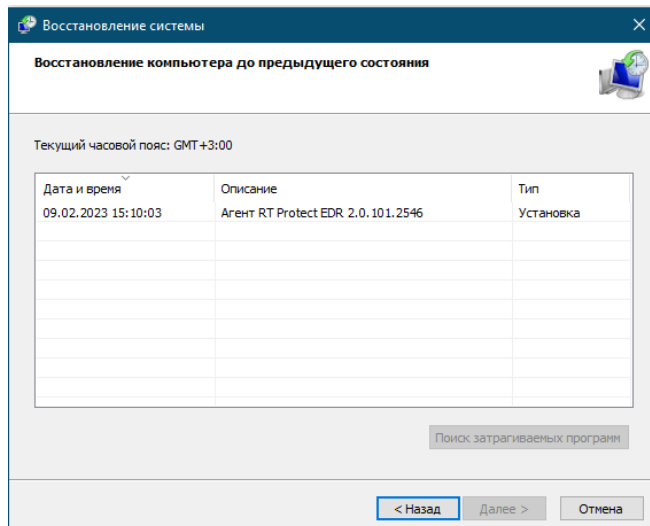 Восстановление системы
Восстановление компьютера до предыдущего состояния
Текущий часовой пояс: GMT+3:00
Дата и время Описание Тип
09.02.2023 15:10:03 Агент RT Protect EDR 2.0.101.2546 Установка
Поиск затрагиваемых программ
< Назад Далее > Отмена